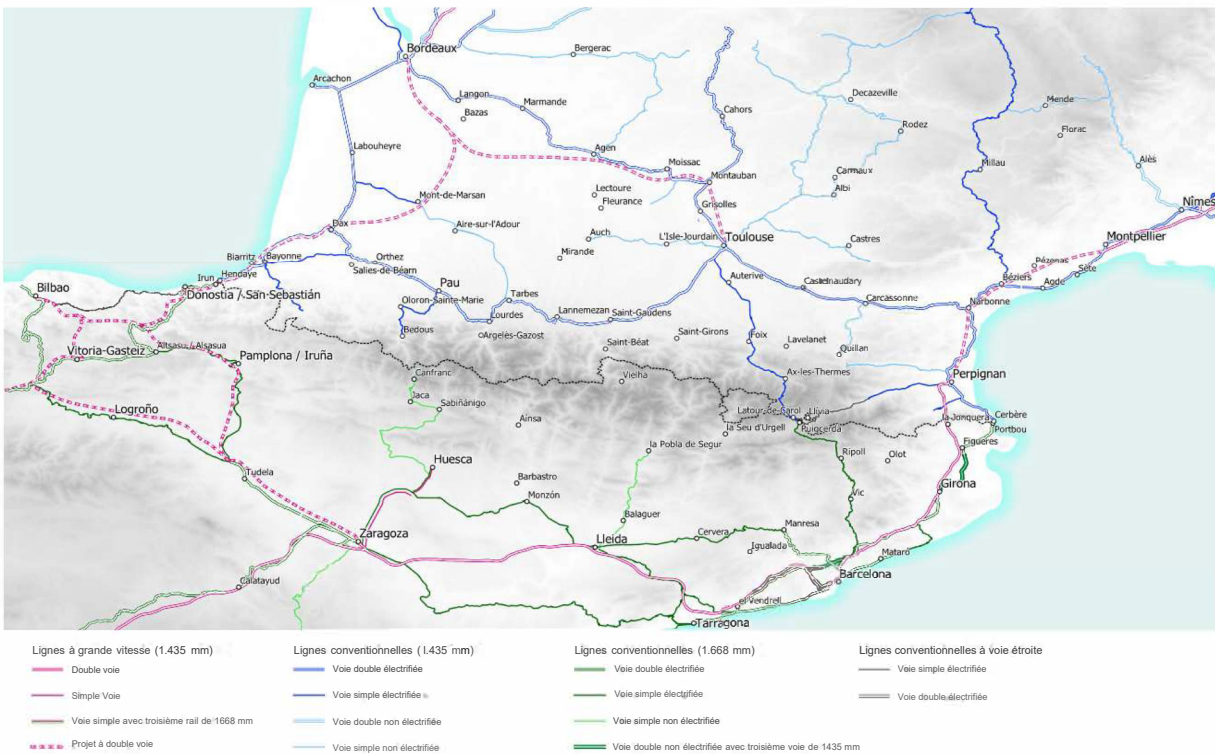 Bordeaux
Bergerac
Arcachon
Decazeville
Mende
Langon
Marmande
Cahors
Bazas
Rodez
Florac
Labouheyre
Agen
Moissac
Millau
Alès
Montauban
Carmaux
Mont-de-Marsan
Lectoure
Albi
Fleurance
Nîmes
Grisolles
Dax
Aire-sur-l'Adour
Auch
L'Isle-Jourdain
Toulouse
Castres
Montpellier
Biarritz
Bayonne
Orthez
Mirande
Pézenas
Salies-de-Béarn
Sète
Irun
Hendaye
Auterive
Béziers
Agde
Bilbao
Pau
Castelnaudary
Donostia / San-Sebastián
Oloron-Sainte-Marie
Tarbes
Carcassonne
Narbonne
Lannemezan
Saint-Gaudens
Lourdes
Bedous
Argelès-Gazost
Saint-Girons
Foix
Lavelanet
Vitoria-Gasteiz
Altsasu / Alsasua
Saint-Béat
Quillan
Pamplona / Iruña
Canfranc
Vielha
Ax-les-Thermes
Perpignan
Jaca
Sabiñánigo
Logroño
Latour-de-Carol
Llívia
Cerbère
Aínsa
Puigcerdà
la Jonquera
Portbou
la Seu d'Urgell
la Pobla de Segur
Figueres
Ripoll
Olot
Huesca
Tudela
Barbastro
Girona
Monzón
Vic
Balaguer
Manresa
Zaragoza
Cervera
Lleida
Igualada
Mataró
Calatayud
Barcelona
el Vendrell
Tarragona
Lignes à grande vitesse (1.435 mm)
Double voie
Simple Voie
Voie simple avec troisième rail de 1668 mm
Projet à double voie
Lignes conventionnelles (l.435 mm)
Voie double électrifiée
Voie simple électrifiée
Voie double non électrifiée
Voie simple non électrifiée
Lignes conventionnelles (1.668 mm)
Voie double électrifiée
Voie simple électrifiée
Voie simple non électrifiée
Voie double non électrifiée avec troisième voie de 1435 mm
Lignes conventionnelles à voie étroite
Voie simple électrifiée
Voie double électrifiée